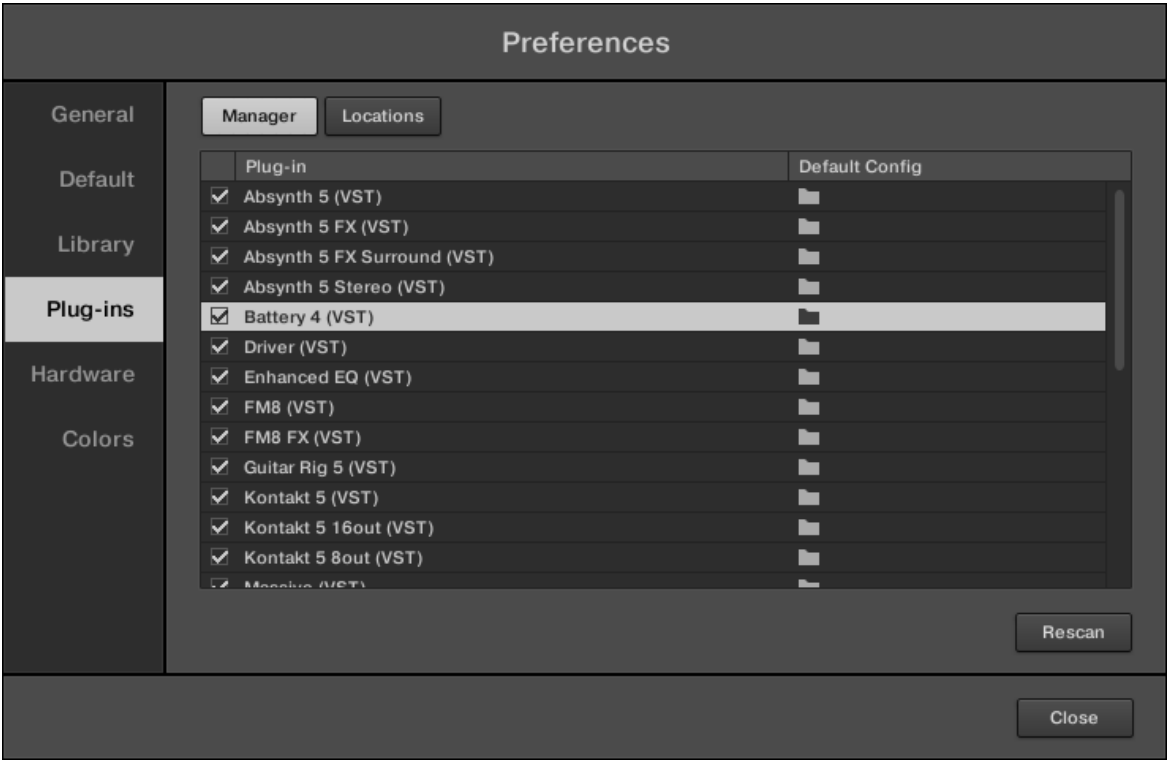 Preferences
General
Default
Library
Plug-ins
Hardware
Colors
Manager Locations
Plug-in Default Config
Absynth 5 (VST)
Absynth 5 FX (VST)
Absynth 5 FX Surround (VST)
Absynth 5 Stereo (VST)
Battery 4 (VST)
Driver (VST)
Enhanced EQ (VST)
FM8 (VST)
FM8 FX (VST)
Guitar Rig 5 (VST)
Kontakt 5 (VST)
Kontakt 5 16out (VST)
Kontakt 5 8out (VST)
Massive (VST)
Rescan
Close